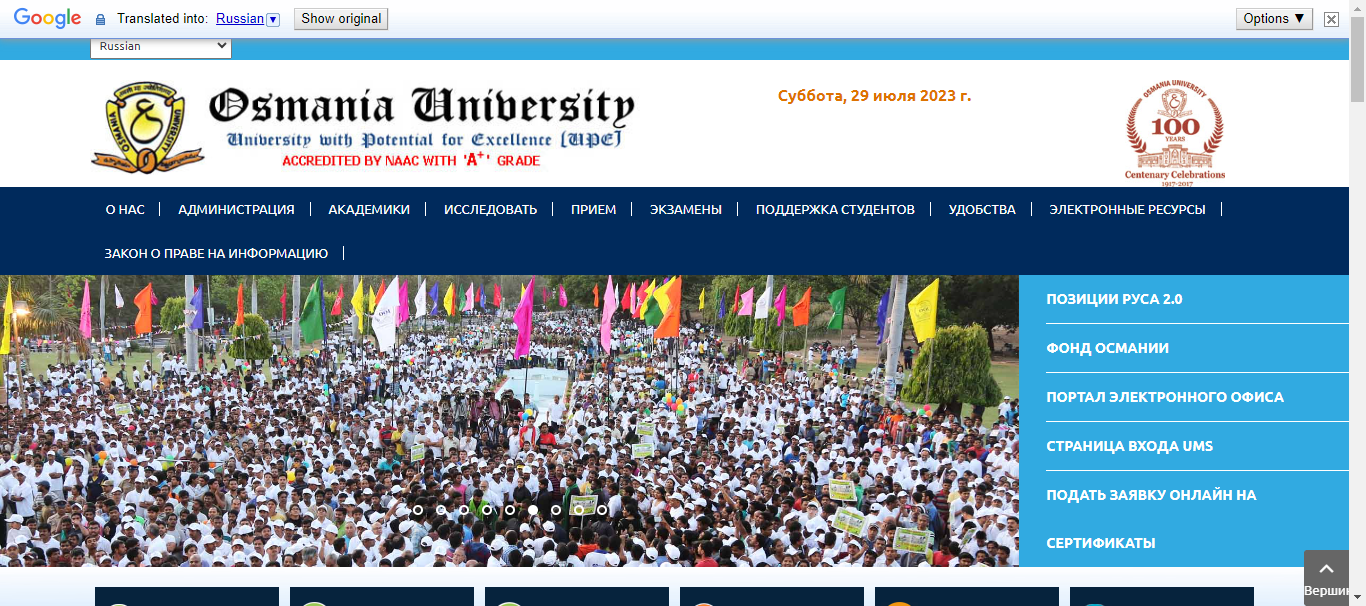 Google Translated into: Russian Show original Options ▼
Russian
Osmania University
University with Potential for Excellence [UPE]
ACCREDITED BY NAAC WITH 'A+' GRADE
Суббота, 29 июля 2023 г.
OSMANIA UNIVERSITY
100
YEARS
Centenary Celebrations
1917-2017
О НАС АДМИНИСТРАЦИЯ АКАДЕМИКИ ИССЛЕДОВАТЬ ПРИЕМ ЭКЗАМЕНЫ ПОДДЕРЖКА СТУДЕНТОВ УДОБСТВА ЭЛЕКТРОННЫЕ РЕСУРСЫ
ЗАКОН О ПРАВЕ НА ИНФОРМАЦИЮ
ПОЗИЦИИ РУСА 2.0
ФОНД ОСМАНИИ
ПОРТАЛ ЭЛЕКТРОННОГО ОФИСА
СТРАНИЦА ВХОДА UMS
ПОДАТЬ ЗАЯВКУ ОНЛАЙН НА
СЕРТИФИКАТЫ